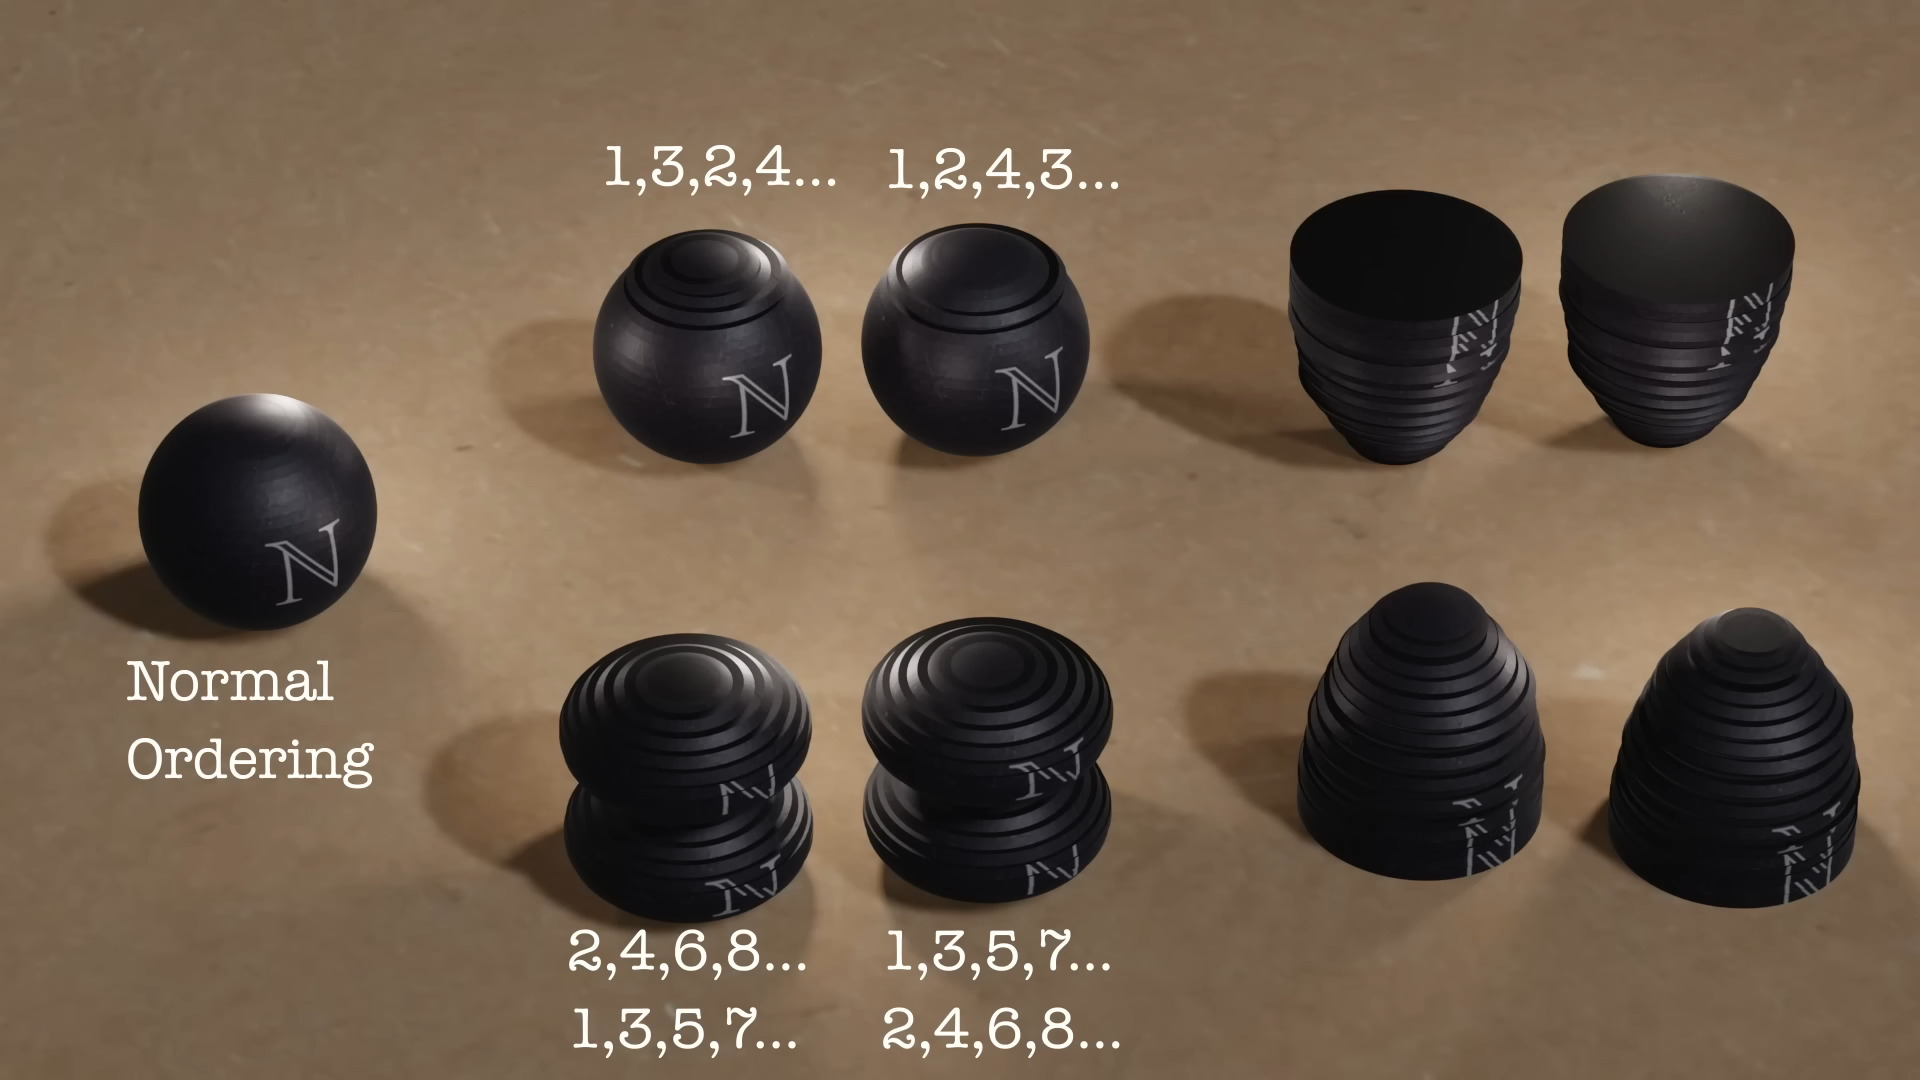 1,3,2,4...
1,2,4,3...
N
N
N
Normal
Ordering
2,4,6,8...
1,3,5,7...
1,3,5,7...
2,4,6,8...